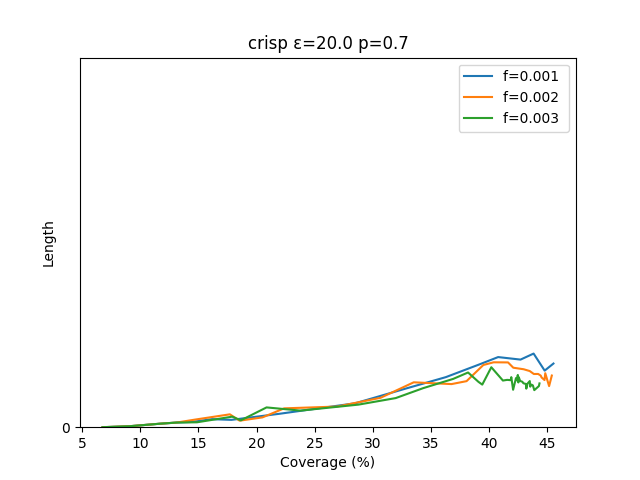 crisp ε=20.0 p=0.7
f=0.001
f=0.002
f=0.003
Length
0
5 10 15 20 25 30 35 40 45
Coverage (%)